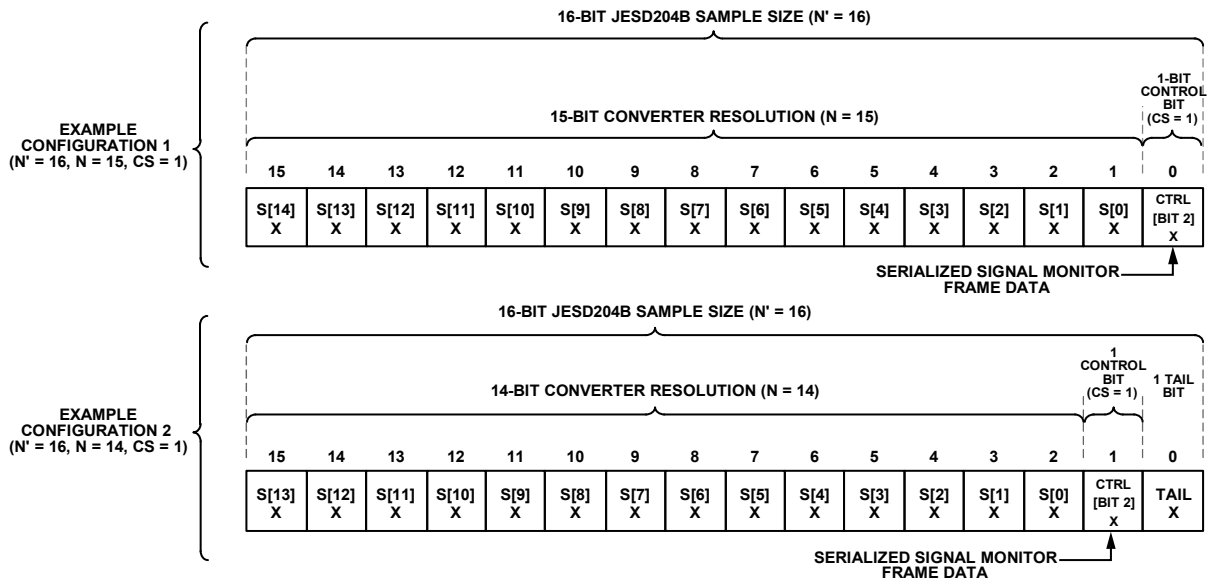 16-BIT JESD204B SAMPLE SIZE (N' = 16)
1-BIT
CONTROL
BIT
(CS = 1)
15-BIT CONVERTER RESOLUTION (N = 15)
EXAMPLE
CONFIGURATION 1
(N' = 16, N = 15, CS = 1)
15 14 13 12 11 10 9 8 7 6 5 4 3 2 1 0
S[14] S[13] S[12] S[11] S[10] S[9] S[8] S[7] S[6] S[5] S[4] S[3] S[2] S[1] S[0] CTRL
[BIT 2]
X X X X X X X X X X X X X X X X
SERIALIZED SIGNAL MONITOR
FRAME DATA
16-BIT JESD204B SAMPLE SIZE (N' = 16)
1
CONTROL
BIT
(CS = 1)
1 TAIL
BIT
14-BIT CONVERTER RESOLUTION (N = 14)
EXAMPLE
CONFIGURATION 2
(N' = 16, N = 14, CS = 1)
15 14 13 12 11 10 9 8 7 6 5 4 3 2 1 0
S[13] S[12] S[11] S[10] S[9] S[8] S[7] S[6] S[5] S[4] S[3] S[2] S[1] S[0] CTRL TAIL
[BIT 2]
X X X X X X X X X X X X X X X X
SERIALIZED SIGNAL MONITOR
FRAME DATA